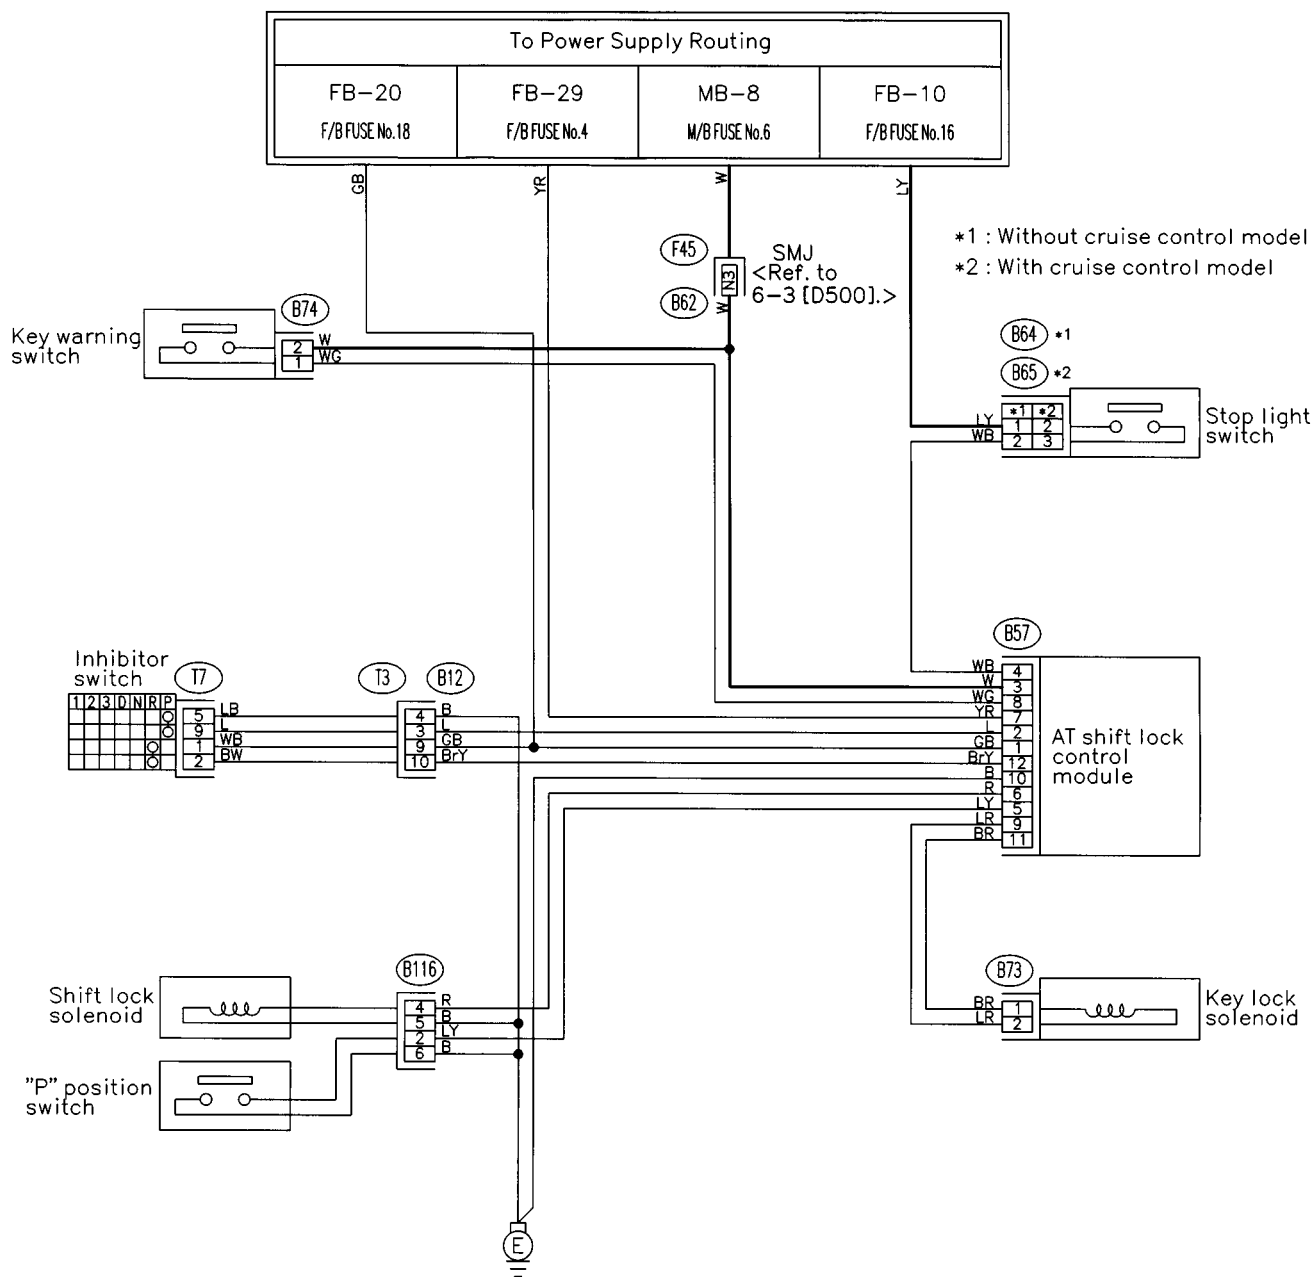 To Power Supply Routing
FB-20 FB-29 MB-8 FB-10
F/B FUSE No.18 F/B FUSE No.4 M/B FUSE No.6 F/B FUSE No.16
GB YR W LY
*1 : Without cruise control model
*2 : With cruise control model
F45
SMJ
<Ref. to
6-3 [D500].>
N3
B62
W
B74
Key warning
switch
2 W
1 WG
B64 *1
B65 *2
*1 *2
LY 1 2
WB 2 3
Stop light
switch
B57
WB 4
W 3
WG 8
YR 7
L 2
GB 1
BrY 12
B 10
R 6
LY 5
LR 9
BR 11
AT shift lock
control
module
Inhibitor
switch
1 2 3 D N R P
T7
5 LB
9 L
1 WB
2 BW
T3 B12
4 B
3 L
9 GB
10 BrY
B116
Shift lock
solenoid
4 R
5 B
2 LY
6 B
"P" position
switch
B73
BR 1
LR 2
Key lock
solenoid
E